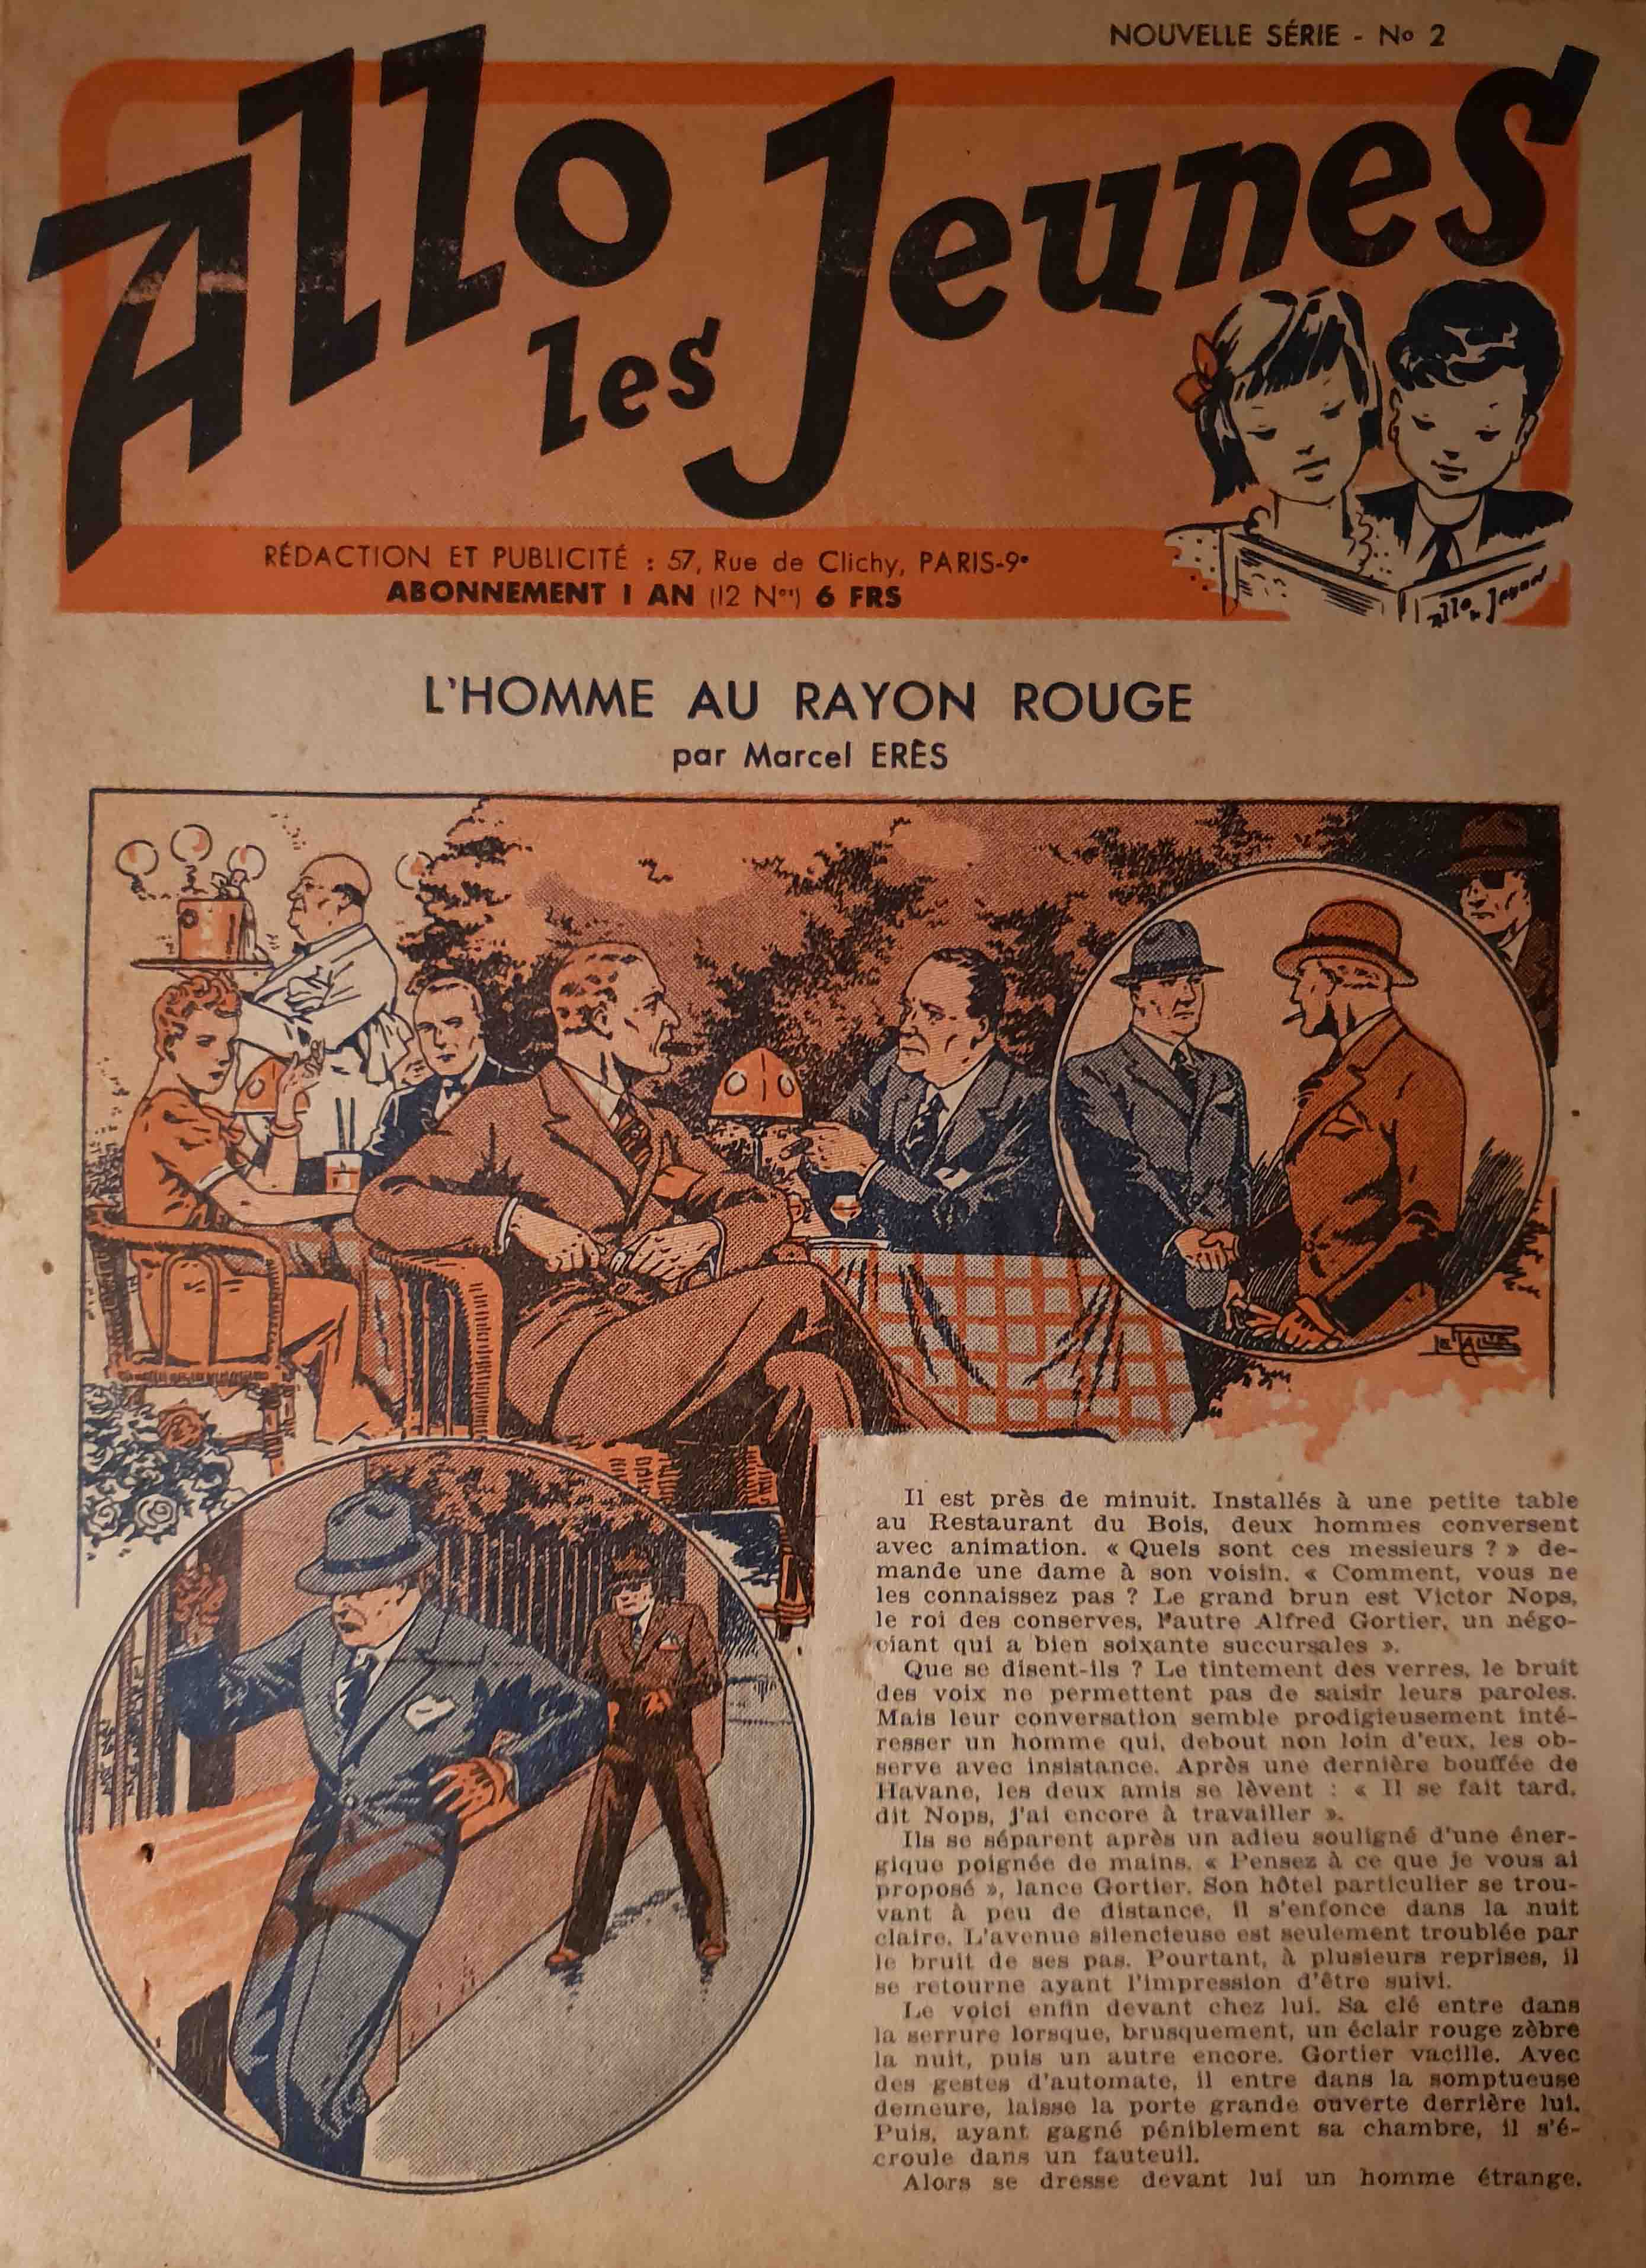 NOUVELLE SÉRIE - No 2
Allo
les Jeunes
RÉDACTION ET PUBLICITÉ : 57, Rue de Clichy, PARIS-9e
ABONNEMENT 1 AN (12 Nos) 6 FRS
Allo Jeunes
L'HOMME AU RAYON ROUGE
par Marcel ERÈS
Il est près de minuit. Installés à une petite table
au Restaurant du Bois, deux hommes conversent
avec animation. « Quels sont ces messieurs ? » de-
mande une dame à son voisin. « Comment, vous ne
les connaissez pas ? Le grand brun est Victor Nops,
le roi des conserves, l'autre Alfred Gortier, un négo-
ciant qui a bien soixante succursales ».
Que se disent-ils ? Le tintement des verres, le bruit
des voix ne permettent pas de saisir leurs paroles.
Mais leur conversation semble prodigieusement inté-
resser un homme qui, debout non loin d'eux, les ob-
serve avec insistance. Après une dernière bouffée de
Havane, les deux amis se lèvent : « Il se fait tard,
dit Nops, j'ai encore à travailler ».
Ils se séparent après un adieu souligné d'une éner-
gique poignée de mains. « Pensez à ce que je vous ai
proposé », lance Gortier. Son hôtel particulier se trou-
vant à peu de distance, il s'enfonce dans la nuit
claire. L'avenue silencieuse est seulement troublée par
le bruit de ses pas. Pourtant, à plusieurs reprises, il
se retourne ayant l'impression d'être suivi.
Le voici enfin devant chez lui. Sa clé entre dans
la serrure lorsque, brusquement, un éclair rouge zèbre
la nuit, puis un autre encore. Gortier vacille. Avec
des gestes d'automate, il entre dans la somptueuse
demeure, laisse la porte grande ouverte derrière lui.
Puis, ayant gagné péniblement sa chambre, il s'é-
croule dans un fauteuil.
Alors se dresse devant lui un homme étrange.